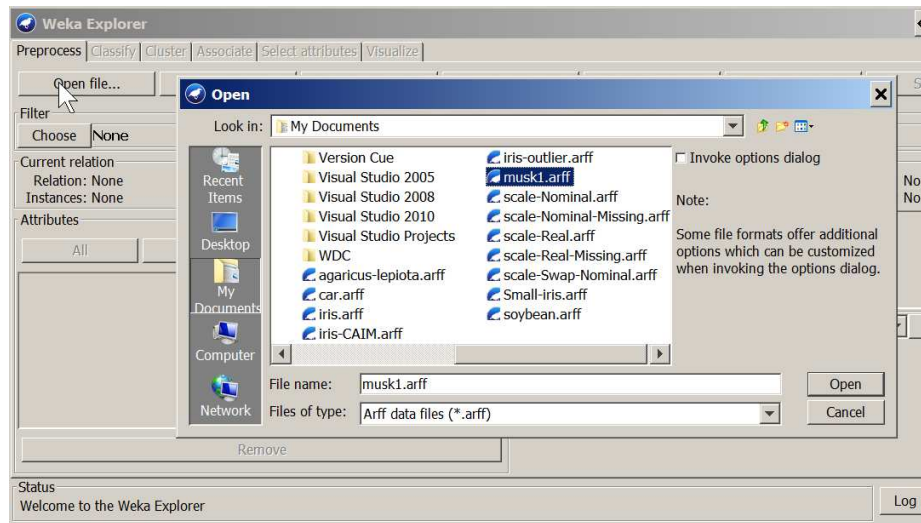 Weka Explorer
Preprocess Classify Cluster Associate Select attributes Visualize
Open file...
Open
Filter
Choose None
Current relation
Relation: None
Instances: None
Attributes
All
Look in: My Documents
Recent Items
Desktop
My Documents
Computer
Network
Version Cue
Visual Studio 2005
Visual Studio 2008
Visual Studio 2010
Visual Studio Projects
WDC
agaricus-lepiota.arff
car.arff
iris.arff
iris-CAIM.arff
iris-outlier.arff
musk1.arff
scale-Nominal.arff
scale-Nominal-Missing.arff
scale-Real.arff
scale-Real-Missing.arff
scale-Swap-Nominal.arff
Small-iris.arff
soybean.arff
Invoke options dialog
Note:
Some file formats offer additional
options which can be customized
when invoking the options dialog.
File name: musk1.arff
Open
Files of type: Arff data files (*.arff)
Cancel
Remove
Status
Welcome to the Weka Explorer
Log